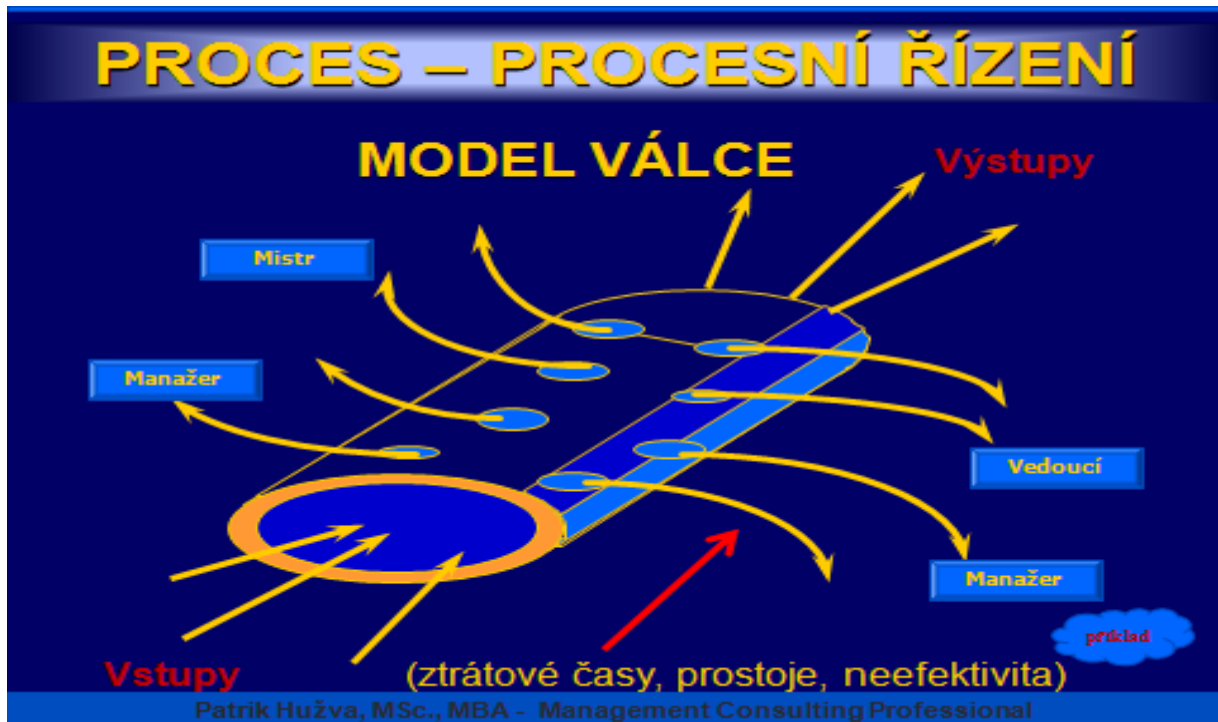 PROCES – PROCESNÍ ŘÍZENÍ
MODEL VÁLCE
Výstupy
Mistr
Manažer
Vedoucí
Manažer
příklad
Vstupy
(ztrátové časy, prostoje, neefektivita)
Patrik Hužva, MSc., MBA - Management Consulting Professional